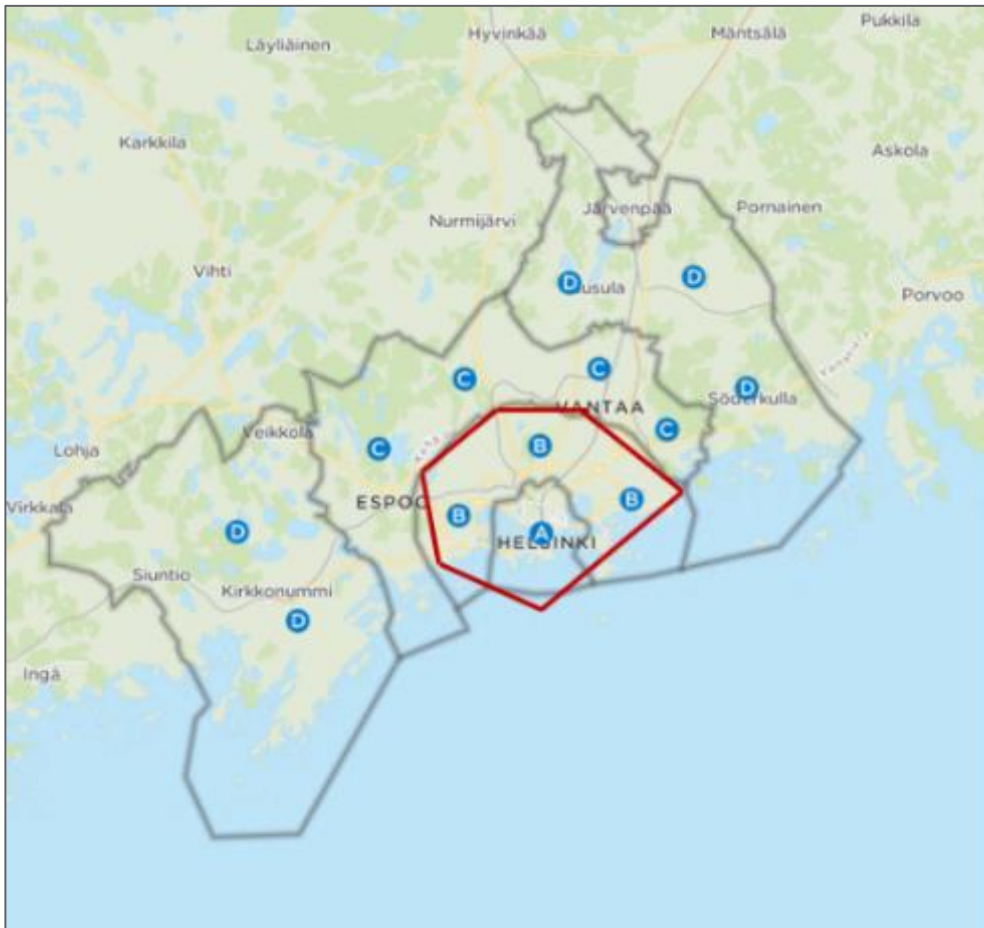 Pukkila
Hyvinkää
Mäntsälä
Läyliäinen
Karkkila
Askola
Järvenpää
Pornainen
Nurmijärvi
Vihti
D
D
usula
Porvoo
C
C
D
Söderkulla
VANTAA
C
Veikkola
B
C
Lohja
ESPOO
B
Virkkala
B
D
A
HELSINKI
Siuntio
Kirkkonummi
D
Ingå